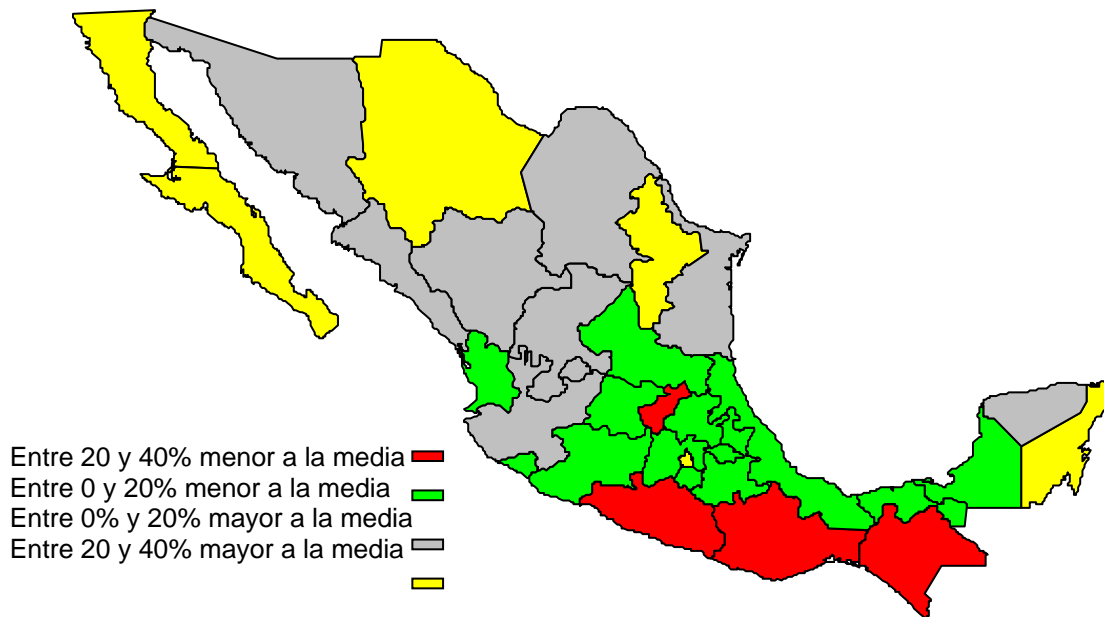 Entre 20 y 40% menor a la media
Entre 0 y 20% menor a la media
Entre 0% y 20% mayor a la media
Entre 20 y 40% mayor a la media